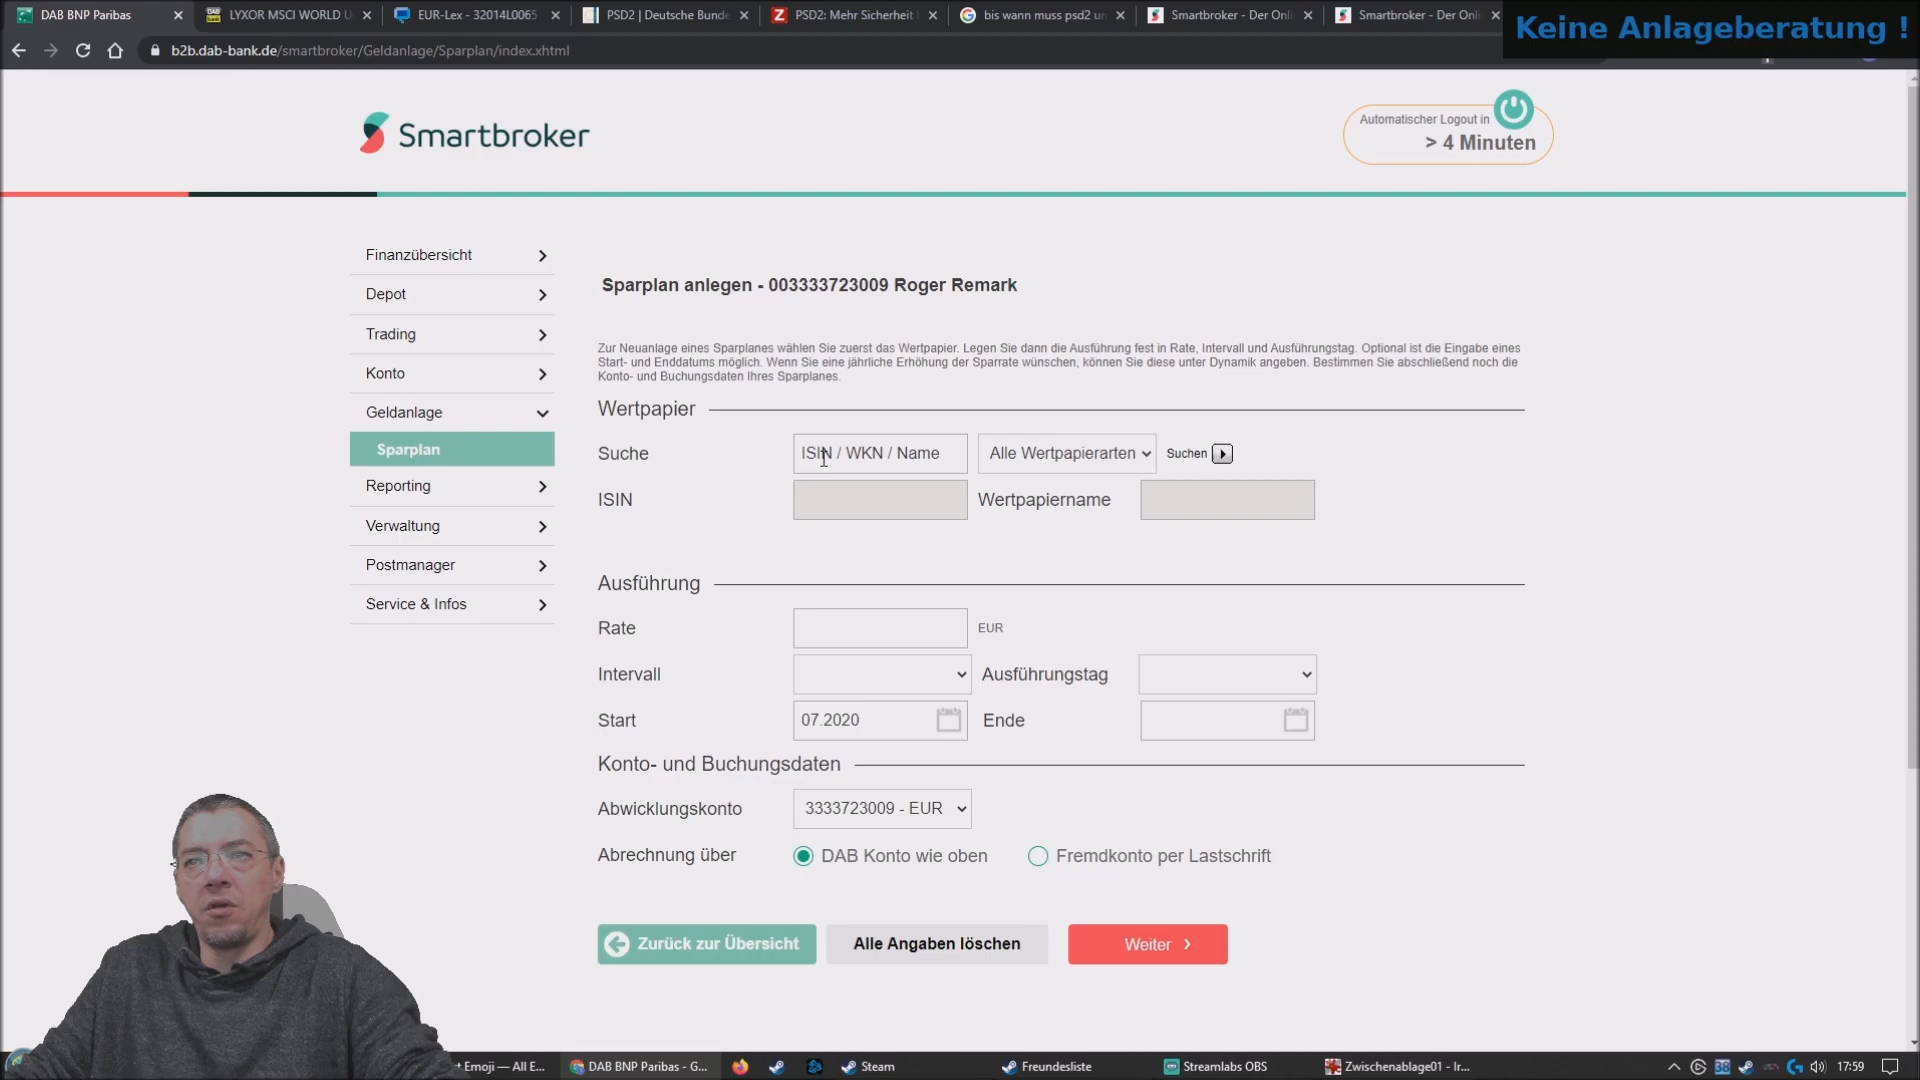 DAB BNP Paribas
LYXOR MSCI WORLD U
EUR-Lex - 32014L0065
PSD2 | Deutsche Bunde
PSD2: Mehr Sicherheit
bis wann muss psd2 um
Smartbroker - Der Onli
Smartbroker - Der Onli
Keine Anlageberatung !
b2b.dab-bank.de/smartbroker/Geldanlage/Sparplan/index.xhtml
Smartbroker
Automatischer Logout in
> 4 Minuten
Finanzübersicht
Depot
Trading
Konto
Geldanlage
Sparplan
Reporting
Verwaltung
Postmanager
Service & Infos
Sparplan anlegen - 003333723009 Roger Remark
Zur Neuanlage eines Sparplanes wählen Sie zuerst das Wertpapier. Legen Sie dann die Ausführung fest in Rate, Intervall und Ausführungstag. Optional ist die Eingabe eines
Start- und Enddatums möglich. Wenn Sie eine jährliche Erhöhung der Sparrate wünschen, können Sie diese unter Dynamik angeben. Bestimmen Sie abschließend noch die
Konto- und Buchungsdaten Ihres Sparplanes.
Wertpapier
Suche ISIN / WKN / Name Alle Wertpapierarten Suchen
ISIN Wertpapiername
Ausführung
Rate EUR
Intervall Ausführungstag
Start 07.2020 Ende
Konto- und Buchungsdaten
Abwicklungskonto 3333723009 - EUR
Abrechnung über DAB Konto wie oben Fremdkonto per Lastschrift
Zurück zur Übersicht Alle Angaben löschen Weiter
t Emoji — All E...
DAB BNP Paribas - G...
Steam
Freundesliste
Streamlabs OBS
Zwischenablage01 - Ir...
38
17:59